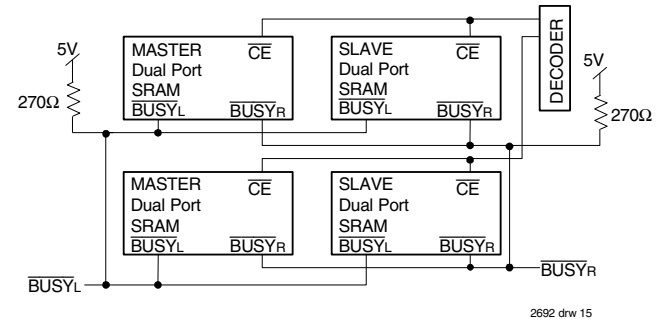 5V
270Ω
MASTER
Dual Port
SRAM
BUSYL
CE
BUSYR
SLAVE
Dual Port
SRAM
BUSYL
CE
BUSYR
DECODER
5V
270Ω
MASTER
Dual Port
SRAM
BUSYL
CE
BUSYR
SLAVE
Dual Port
SRAM
BUSYL
CE
BUSYR
BUSYL
BUSYR
2692 drw 15